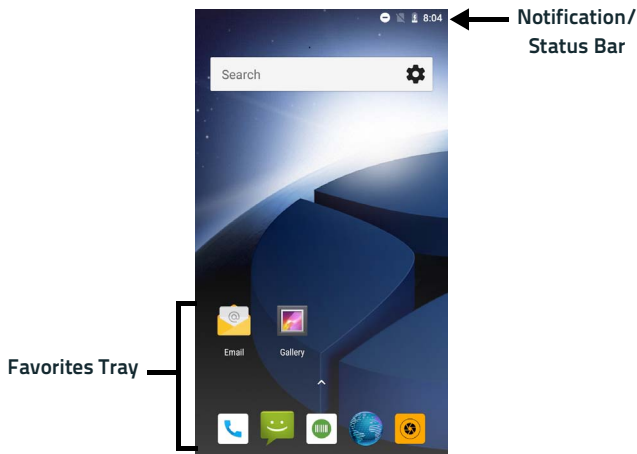 8:04
Notification/
Status Bar
Search
@
Email
Gallery
Favorites Tray